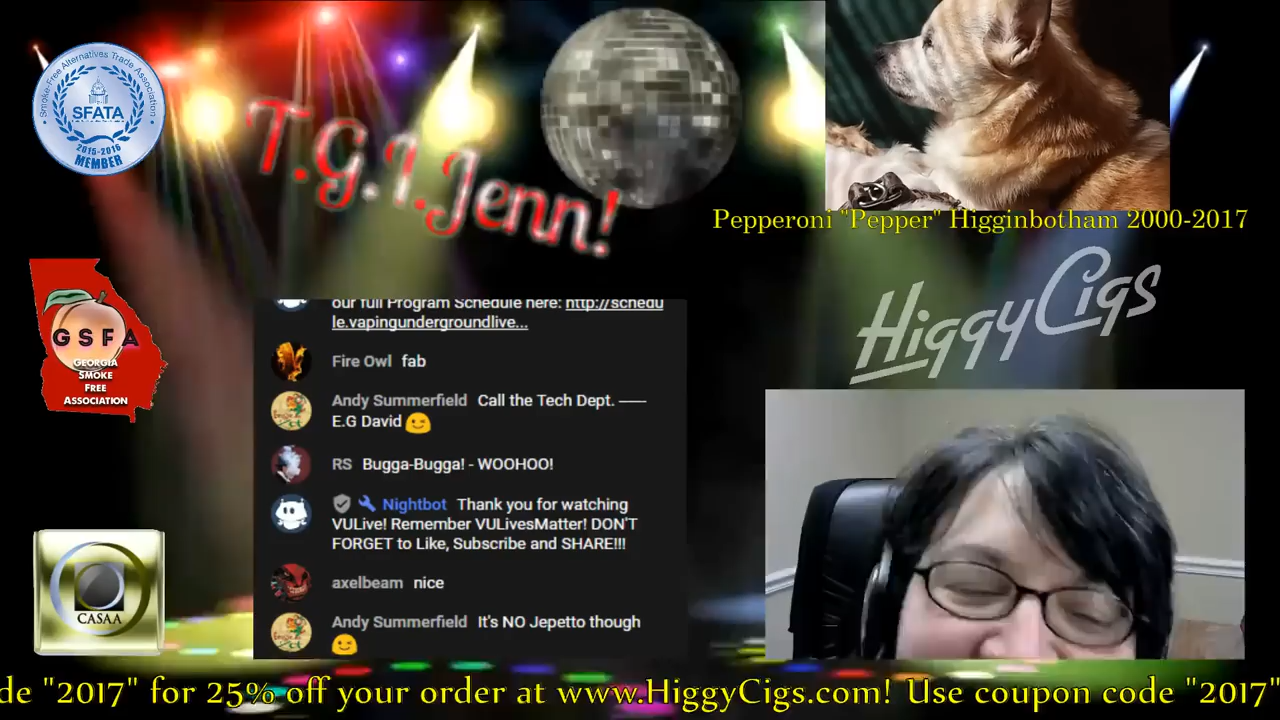 Smoke-Free Alternatives Trade Association
SFATA
2015-2016
MEMBER
T.G.I.Jenn!
Pepperoni "Pepper" Higginbotham 2000-2017
HiggyCigs
GSFA
GEORGIA
SMOKE
FREE
ASSOCIATION
our full Program Schedule here: http://schedu
le.vapingundergroundlive...
Fire Owl fab
Andy Summerfield Call the Tech Dept. ——
E.G David
RS Bugga-Bugga! - WOOHOO!
Nightbot Thank you for watching
VULive! Remember VULivesMatter! DON'T
FORGET to Like, Subscribe and SHARE!!!
axelbeam nice
Andy Summerfield It's NO Jepetto though
CASAA
de "2017" for 25% off your order at www.HiggyCigs.com! Use coupon code "2017"